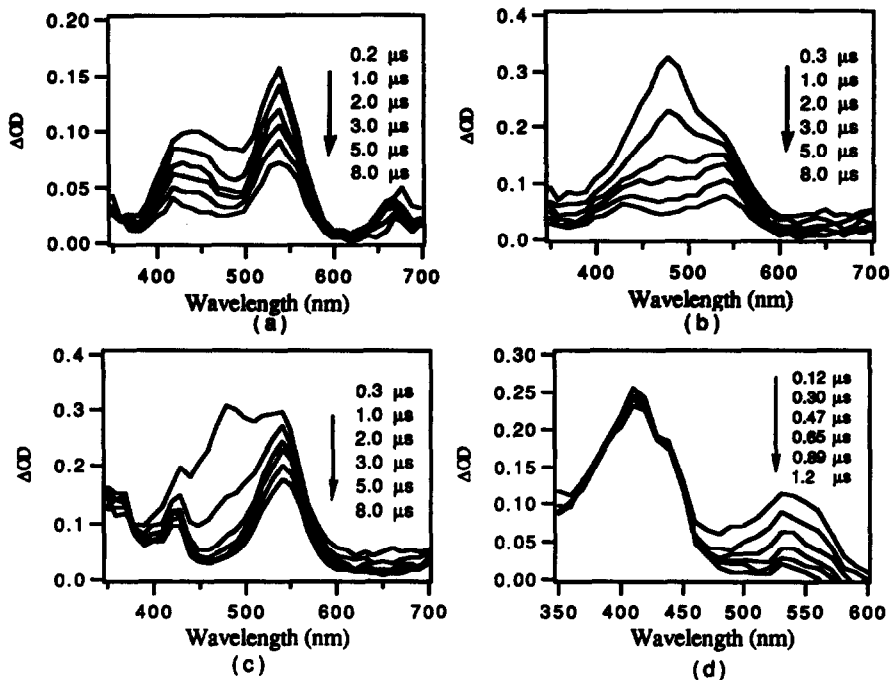 0.20
0.15
0.10
0.05
0.00
ΔOD
0.2 µs
1.0 µs
2.0 µs
3.0 µs
5.0 µs
8.0 µs
400 500 600 700
Wavelength (nm)
(a)
0.4
0.3
0.2
0.1
0.0
ΔOD
0.3 µs
1.0 µs
2.0 µs
3.0 µs
5.0 µs
8.0 µs
400 500 600 700
Wavelength (nm)
(b)
0.4
0.3
0.2
0.1
0.0
ΔOD
0.3 µs
1.0 µs
2.0 µs
3.0 µs
5.0 µs
8.0 µs
400 500 600 700
Wavelength (nm)
(c)
0.30
0.25
0.20
0.15
0.10
0.05
0.00
ΔOD
0.12 µs
0.30 µs
0.47 µs
0.65 µs
0.89 µs
1.2 µs
350 400 450 500 550 600
Wavelength (nm)
(d)